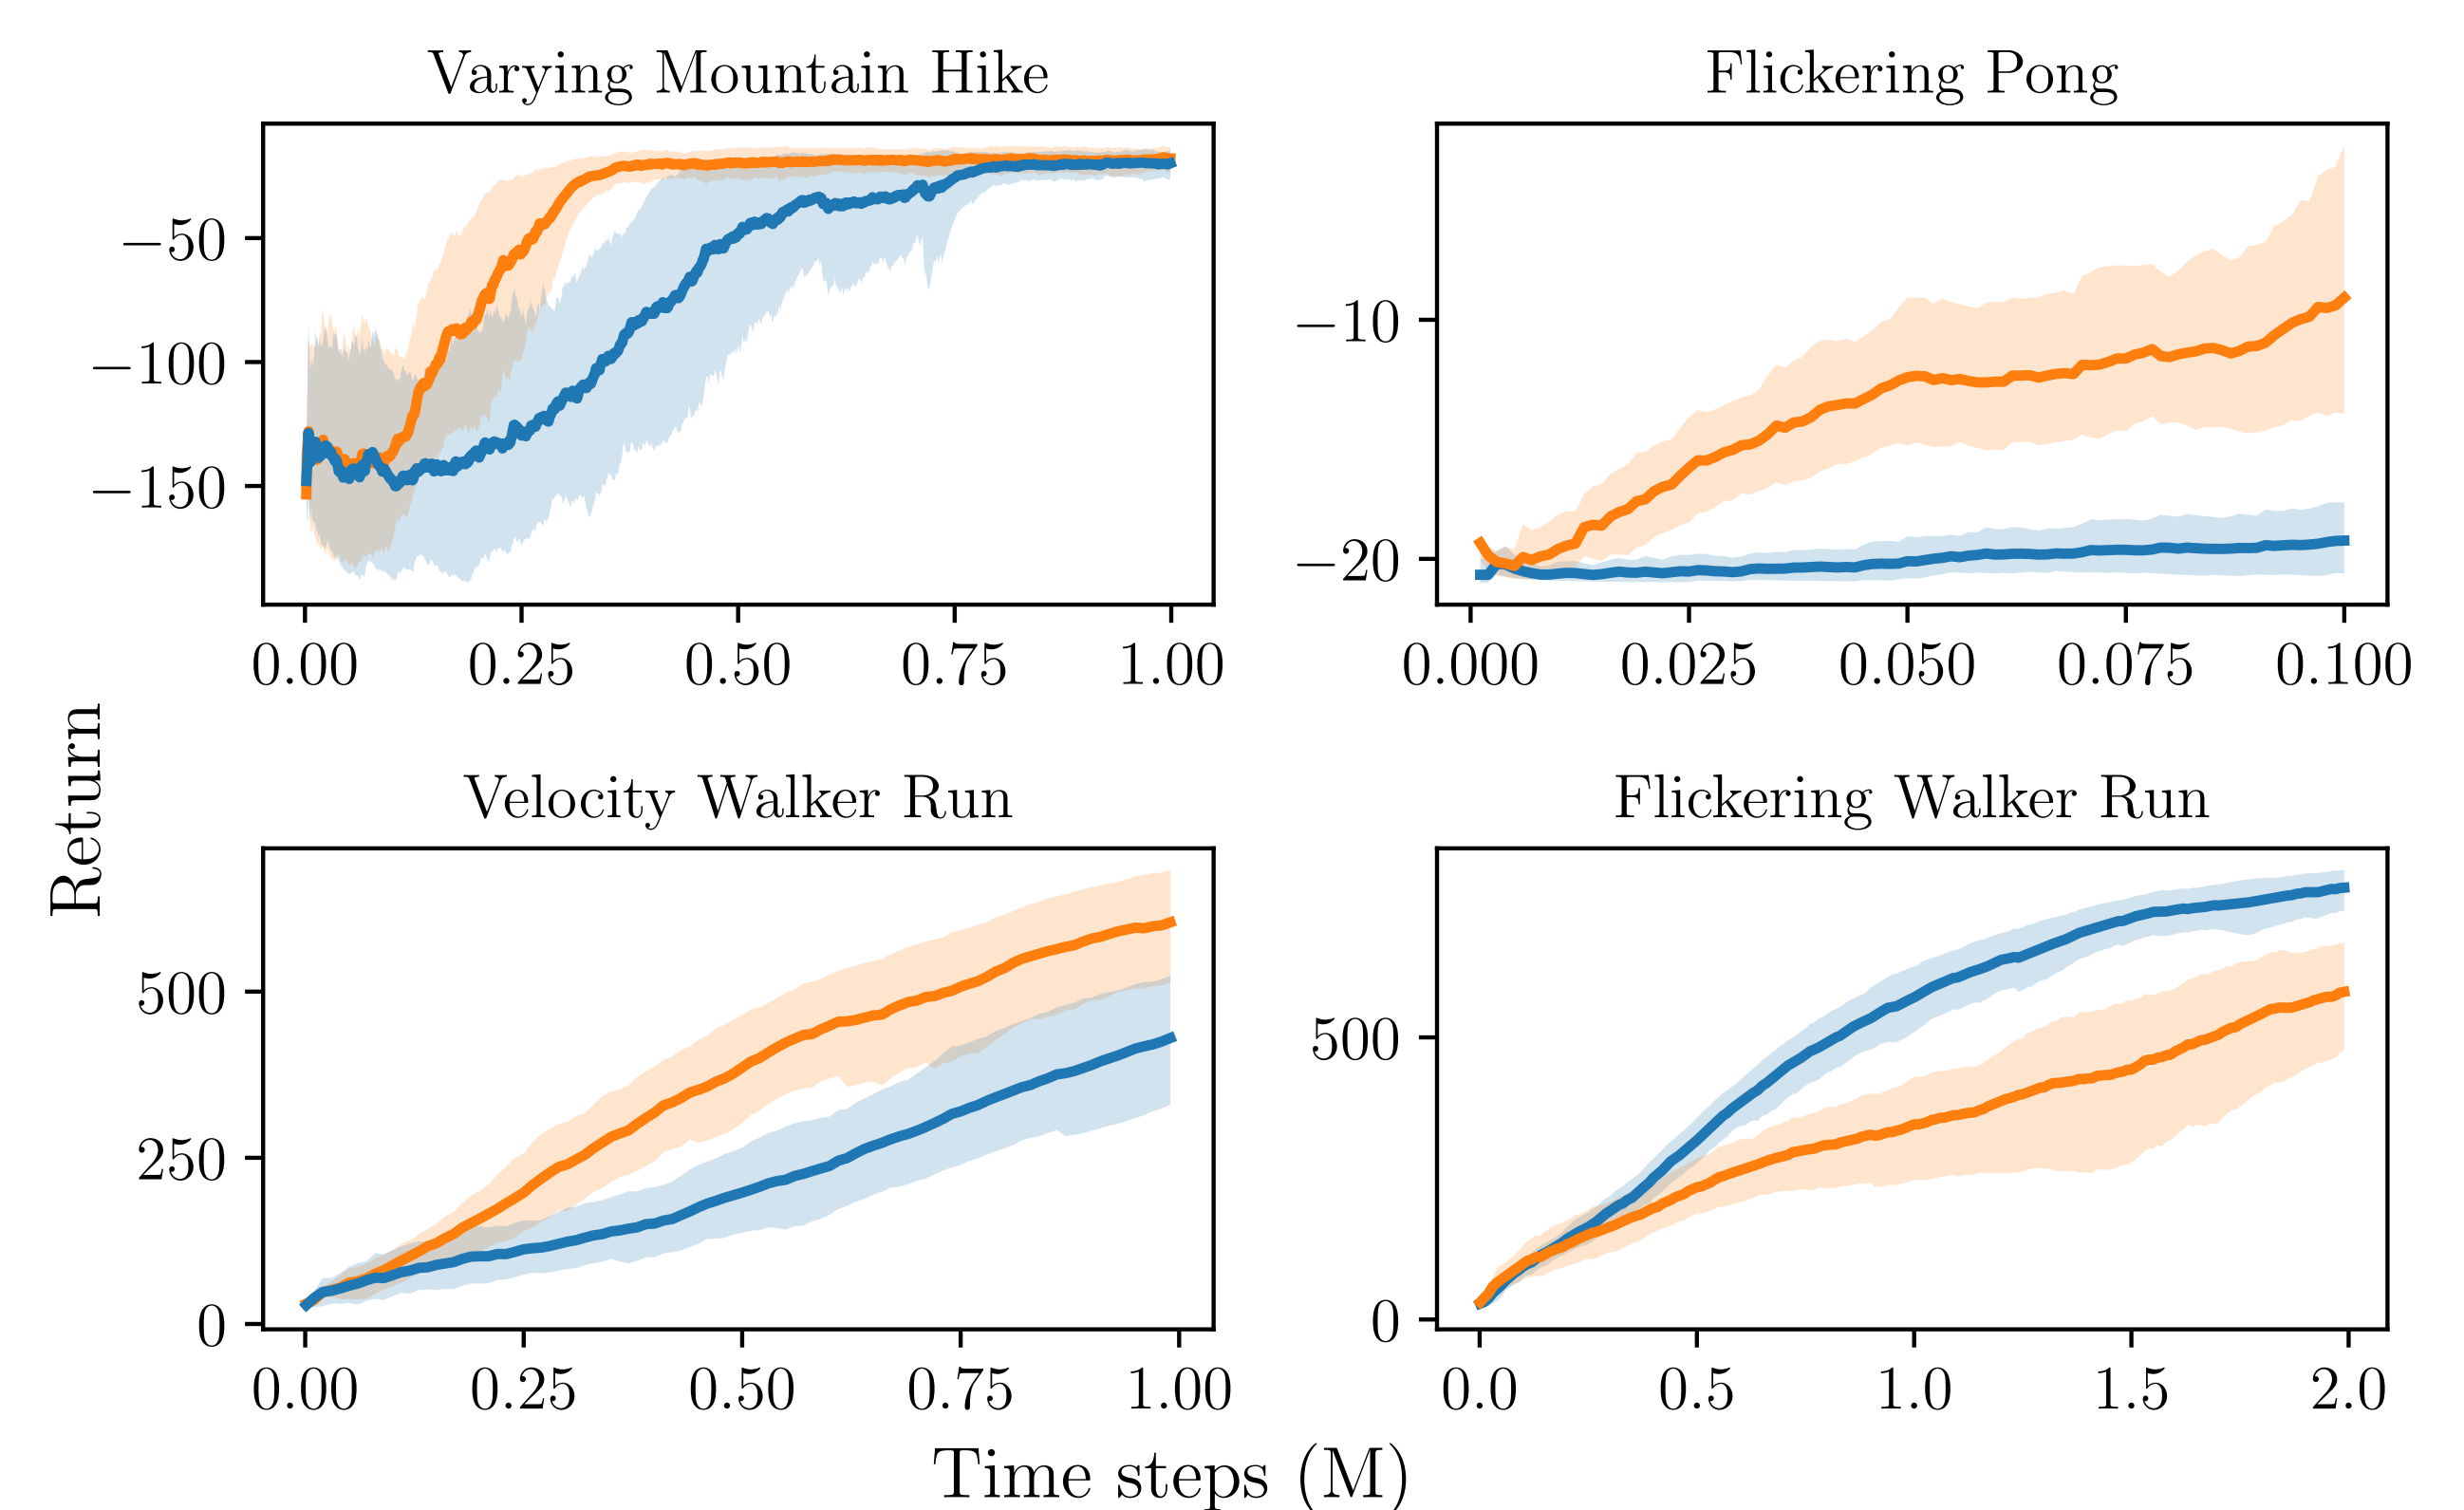 Varying Mountain Hike
Flickering Pong
−50
−100
−150
0.00 0.25 0.50 0.75 1.00
−10
−20
0.000 0.025 0.050 0.075 0.100
Return
Velocity Walker Run
Flickering Walker Run
500
250
0
0.00 0.25 0.50 0.75 1.00
500
0
0.0 0.5 1.0 1.5 2.0
Time steps (M)